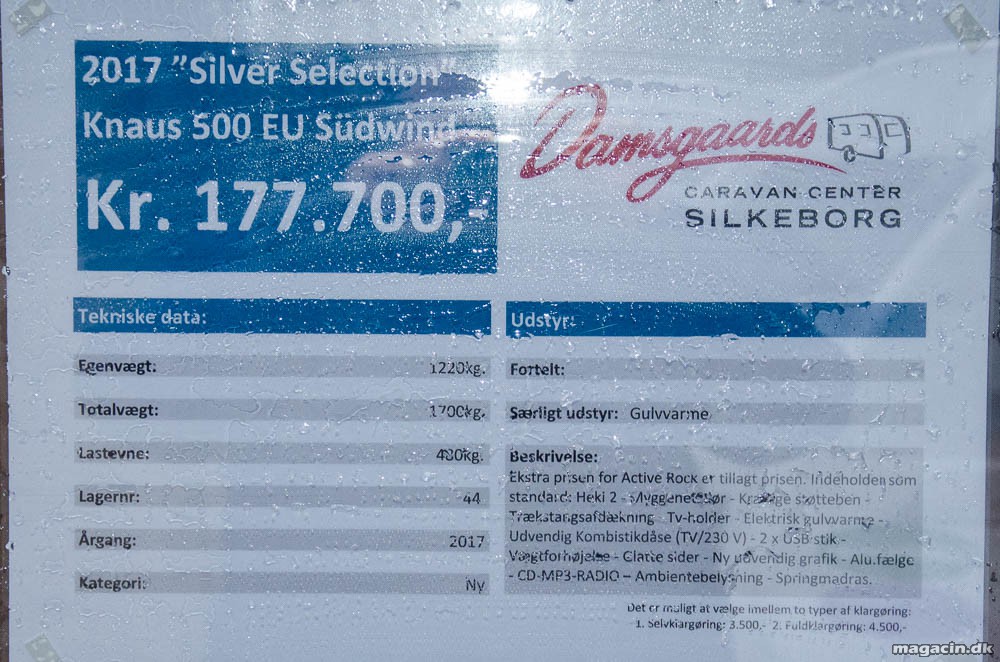 2017 ”Silver Selection”
Knaus 500 EU Südwind
Kr. 177.700,-
Damsgaards
CARAVAN CENTER
SILKEBORG
Tekniske data:
Egenvægt: 1220kg.
Totalvægt: 1700kg.
Lastevne: 480kg.
Lagernr: 44
Årgang: 2017
Kategori: Ny
Udstyr:
Fortelt:
Særligt udstyr: Gulvvarme
Beskrivelse:
Ekstra prisen for Active Rock er tillagt prisen. Indeholden som
standard: Heki 2 - Myggenetsdør - Kraftige støtteben -
Trækstangsafdækning - Tv-holder - Elektrisk gulvvarme -
Udvendig Kombistikdåse (TV/230 V) - 2 x USB stik -
Vægtforhøjelse - Glatte sider - Ny udvendig grafik - Alu.fælge
- CD-MP3-RADIO – Ambientebelysning - Springmadras.
Det er muligt at vælge imellem to typer af klargøring:
1. Selvklargøring: 3.500,- 2. Fuldklargøring: 4.500,-
magacin.dk